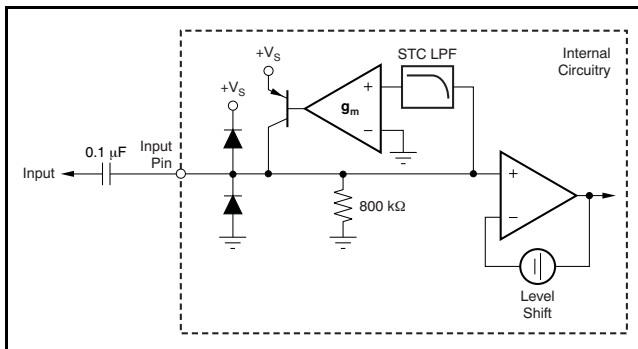 STC LPF
Internal
Circuitry
+VS
+VS
gm
+
−
0.1 µF
Input
Pin
Input
800 kΩ
+
−
Level
Shift